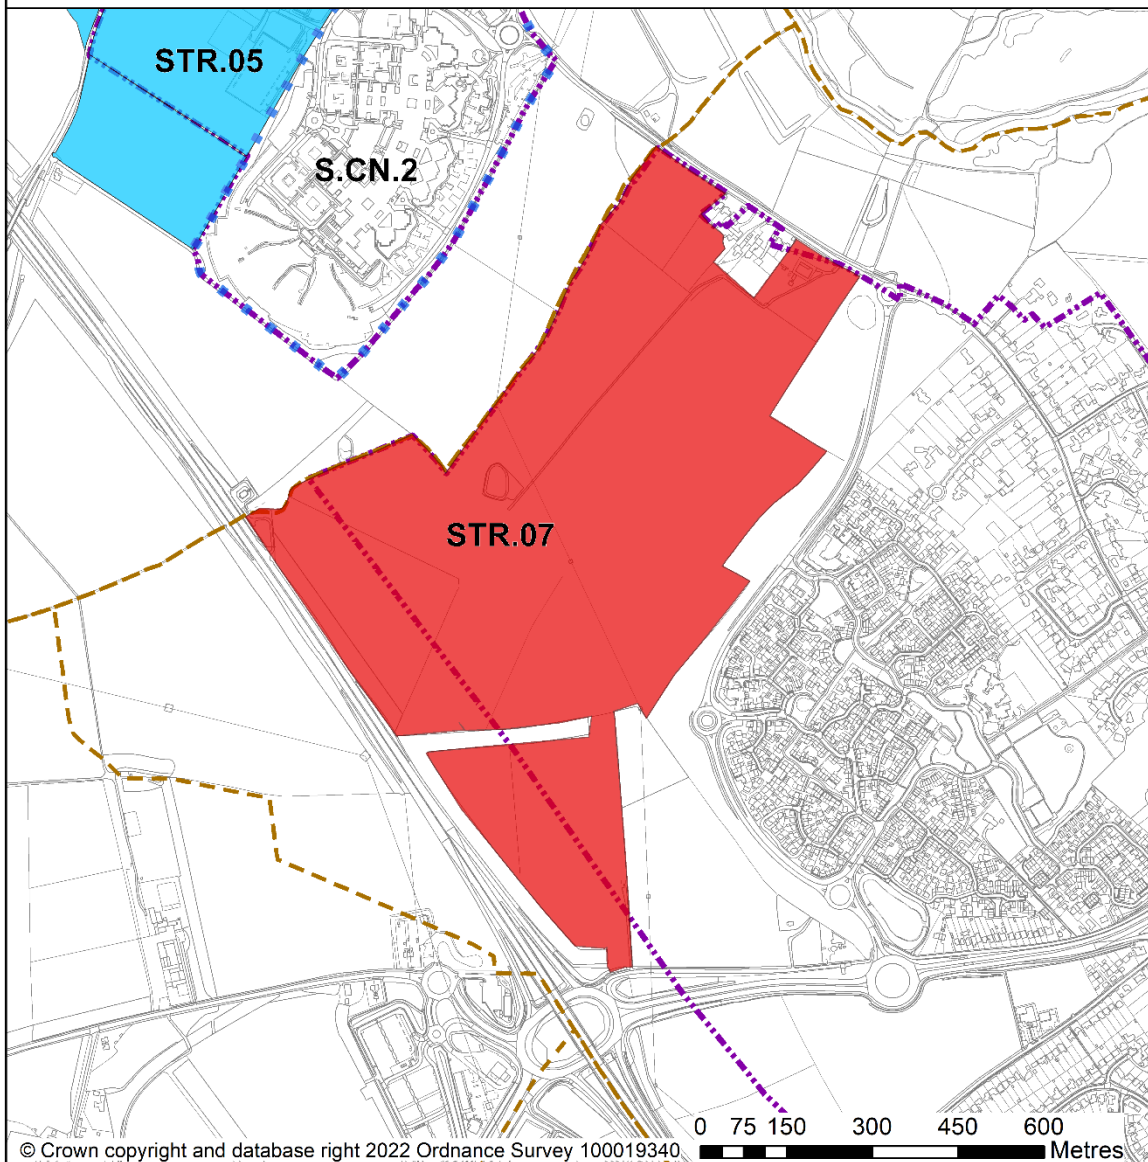 STR.05
S.CN.2
STR.07
0 75 150 300 450 600
Metres
© Crown copyright and database right 2022 Ordnance Survey 100019340